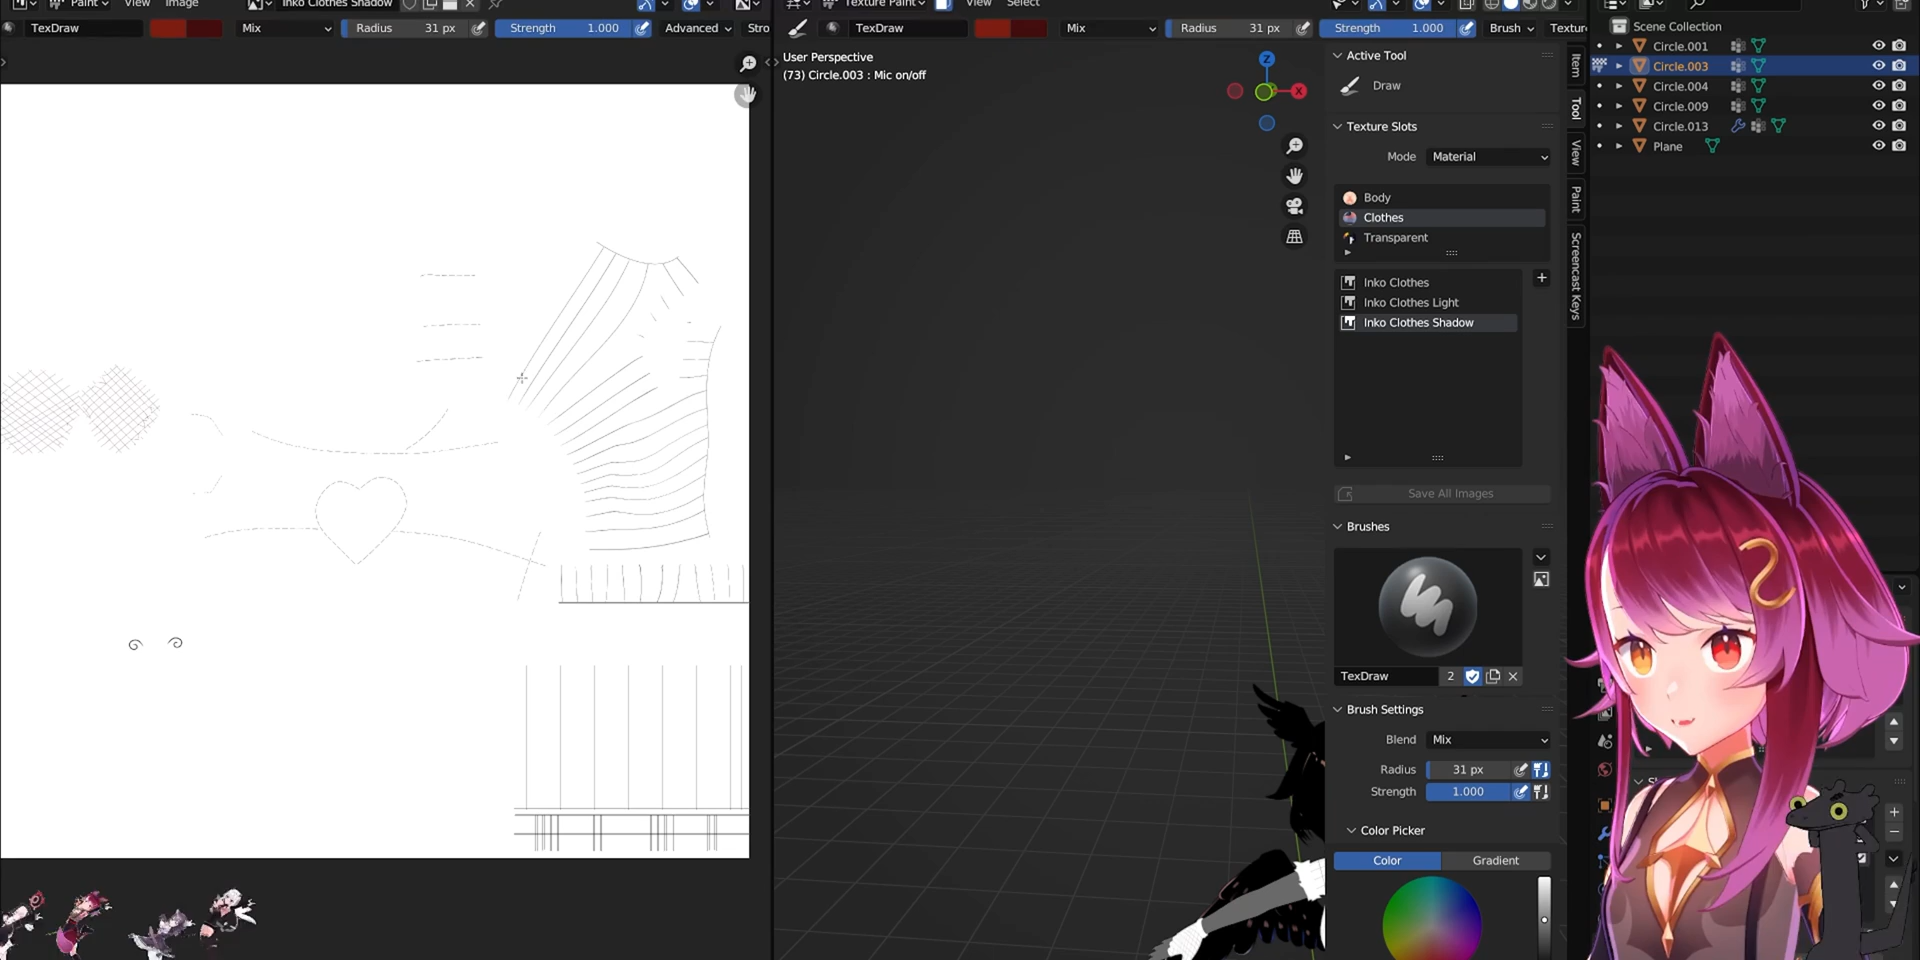 Paint
View
Image
Inko Clothes Shadow
Texture Paint
View
Select
TexDraw
Mix
Radius 31 px
Strength 1.000
Advanced
Stro
TexDraw
Mix
Radius 31 px
Strength 1.000
Brush
Textur
User Perspective
(73) Circle.003 : Mic on/off
Z
X
Active Tool
Draw
Texture Slots
Mode Material
Body
Clothes
Transparent
Inko Clothes
Inko Clothes Light
Inko Clothes Shadow
Save All Images
Brushes
TexDraw 2
Brush Settings
Blend Mix
Radius 31 px
Strength 1.000
Color Picker
Color Gradient
Item
Tool
View
Paint
Screencast Keys
Scene Collection
Circle.001
Circle.003
Circle.004
Circle.009
Circle.013
Plane